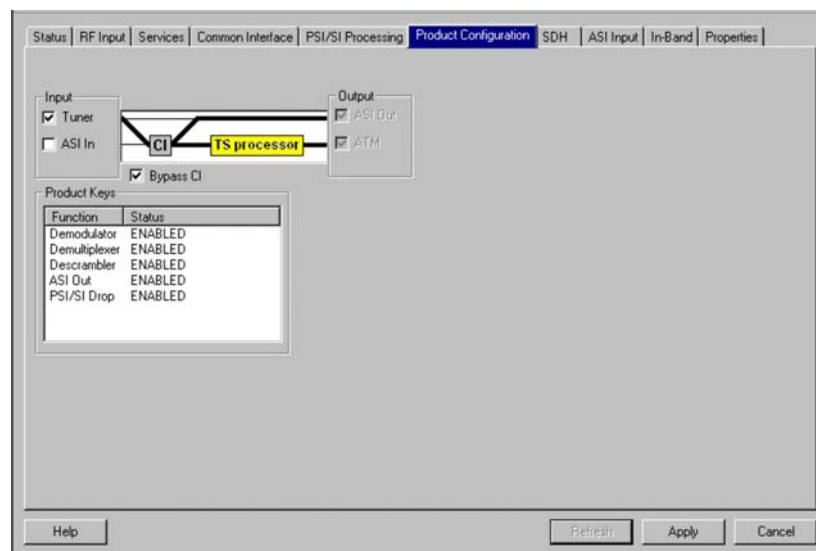 Status RF Input Services Common Interface PSI/SI Processing Product Configuration SDH ASI Input In-Band Properties
Input
Tuner
ASI In
CI
TS processor
Bypass CI
Output
ASI Out
ATM
Product Keys
Function Status
Demodulator ENABLED
Demultiplexer ENABLED
Descrambler ENABLED
ASI Out ENABLED
PSI/SI Drop ENABLED
Help Refresh Apply Cancel